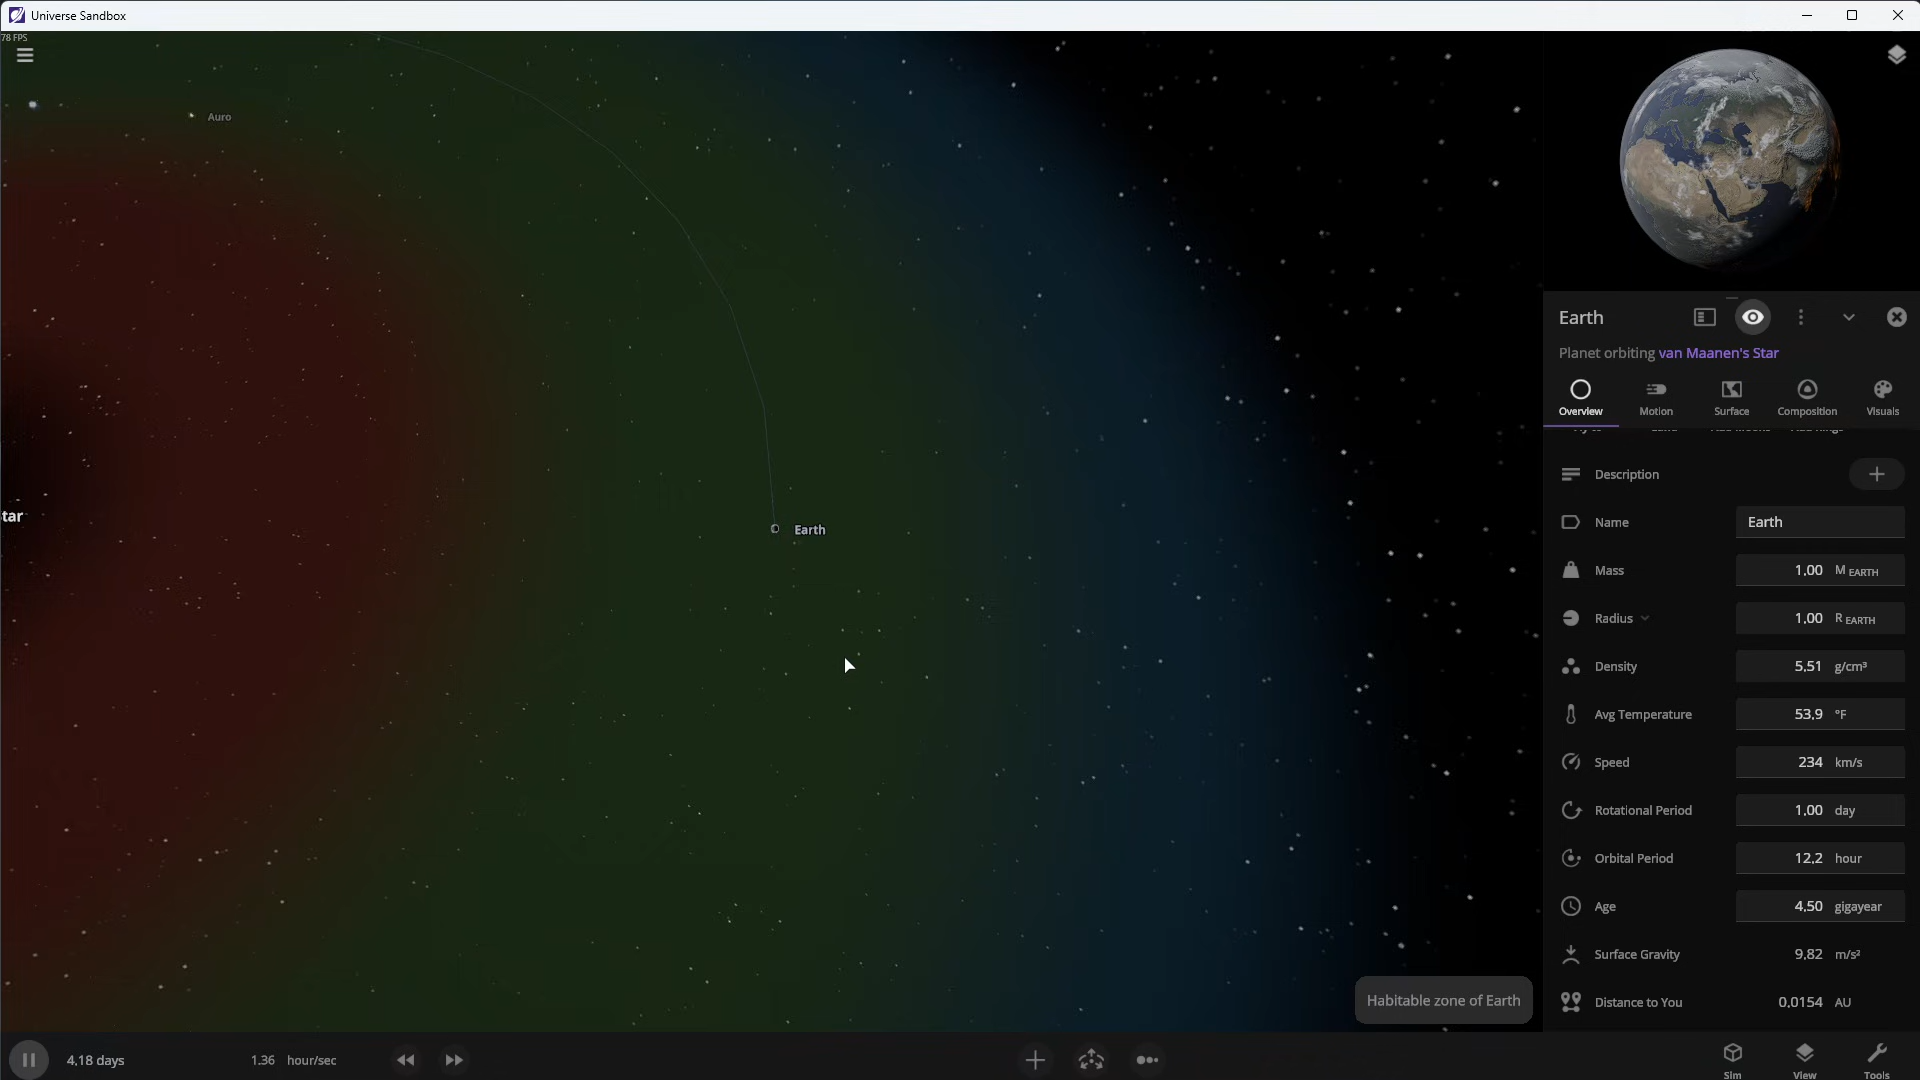 Universe Sandbox
78 FPS
Auro
tar
Earth
Earth
Planet orbiting van Maanen's Star
Overview
Motion
Surface
Composition
Visuals
Description
Name
Earth
Mass
1,00 M EARTH
Radius
1,00 R EARTH
Density
5,51 g/cm³
Avg Temperature
53,9 °F
Speed
234 km/s
Rotational Period
1,00 day
Orbital Period
12,2 hour
Age
4,50 gigayear
Surface Gravity
9,82 m/s²
Distance to You
0,0154 AU
Habitable zone of Earth
4,18 days
1.36 hour/sec
Sim
View
Tools